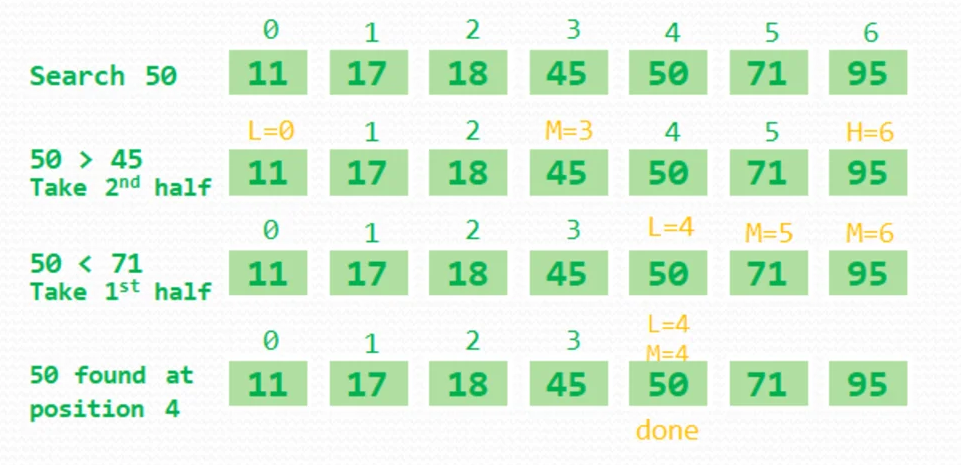 0 1 2 3 4 5 6
Search 50 11 17 18 45 50 71 95
L=0 1 2 M=3 4 5 H=6
50 > 45
Take 2nd half 11 17 18 45 50 71 95
0 1 2 3 L=4 M=5 M=6
50 < 71
Take 1st half 11 17 18 45 50 71 95
L=4
0 1 2 3 M=4
50 found at
position 4 11 17 18 45 50 71 95
done